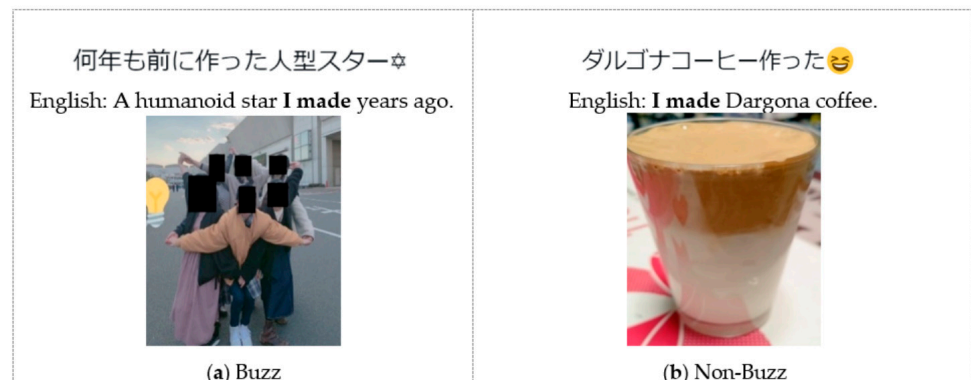 何年も前に作った人型スター✡
English: A humanoid star I made years ago.
(a) Buzz
ダルゴナコーヒー作った😆
English: I made Dargona coffee.
(b) Non-Buzz